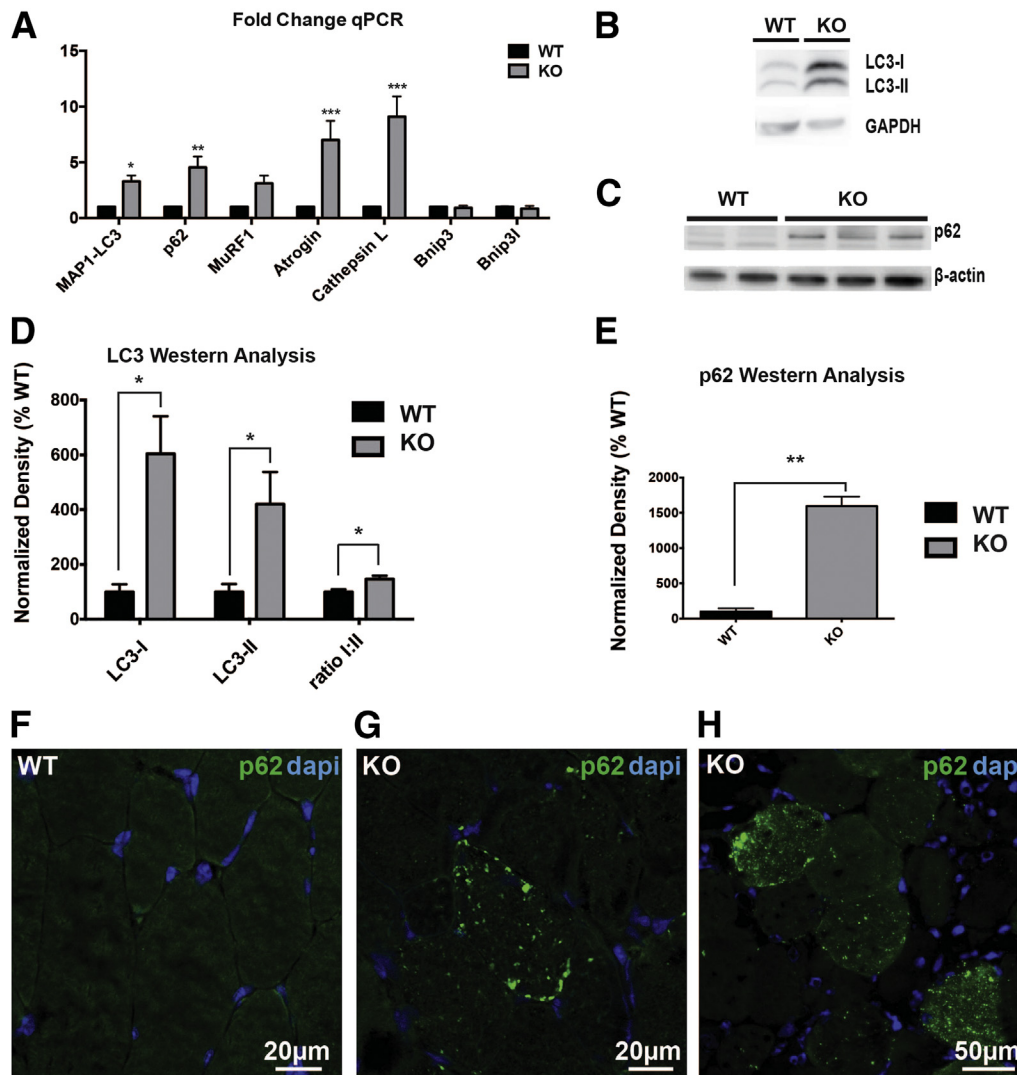 A
Fold Change qPCR
WT
KO
15
10
5
0
*
**
***
***
MAP1-LC3
p62
MuRF1
Atrogin
Cathepsin L
Bnip3
Bnip3l
B
WT KO
LC3-I
LC3-II
GAPDH
C
WT KO
p62
β-actin
D
LC3 Western Analysis
Normalized Density (% WT)
800
600
400
200
0
*
*
*
WT
KO
LC3-I
LC3-II
ratio I:II
E
p62 Western Analysis
Normalized Density (% WT)
2000
1500
1000
500
0
**
WT
KO
WT
KO
F
WT
p62 dapi
20µm
G
KO
p62 dapi
20µm
H
KO
p62 dapi
50µm